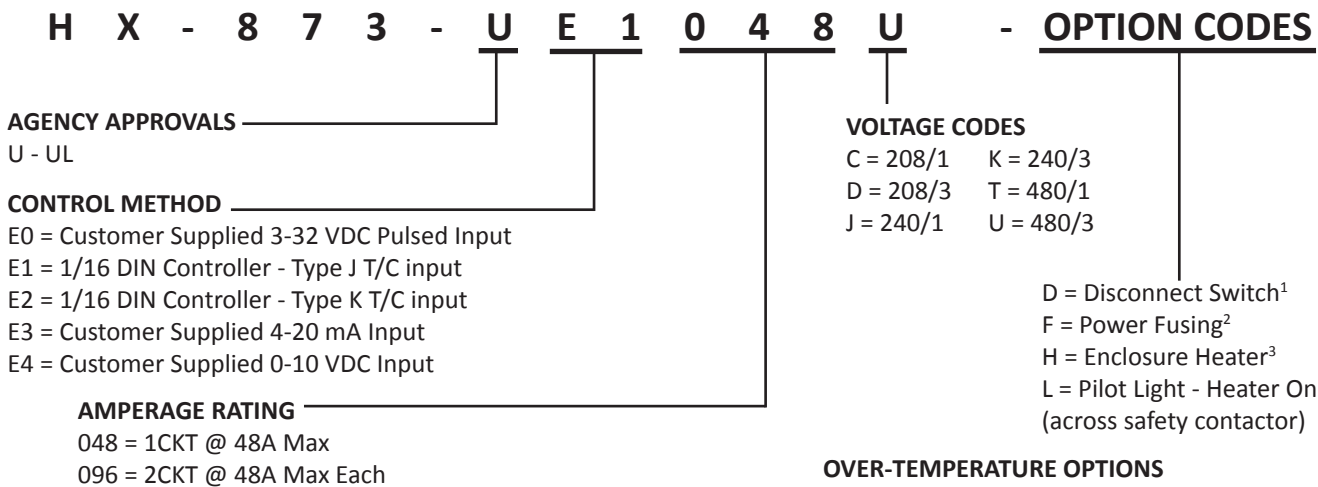 H X - 8 7 3 - U E 1 0 4 8 U - OPTION CODES
AGENCY APPROVALS
U - UL
CONTROL METHOD
E0 = Customer Supplied 3-32 VDC Pulsed Input
E1 = 1/16 DIN Controller - Type J T/C input
E2 = 1/16 DIN Controller - Type K T/C input
E3 = Customer Supplied 4-20 mA Input
E4 = Customer Supplied 0-10 VDC Input
AMPERAGE RATING
048 = 1CKT @ 48A Max
096 = 2CKT @ 48A Max Each
VOLTAGE CODES
C = 208/1 K = 240/3
D = 208/3 T = 480/1
J = 240/1 U = 480/3
D = Disconnect Switch¹
F = Power Fusing²
H = Enclosure Heater³
L = Pilot Light - Heater On
(across safety contactor)
OVER-TEMPERATURE OPTIONS